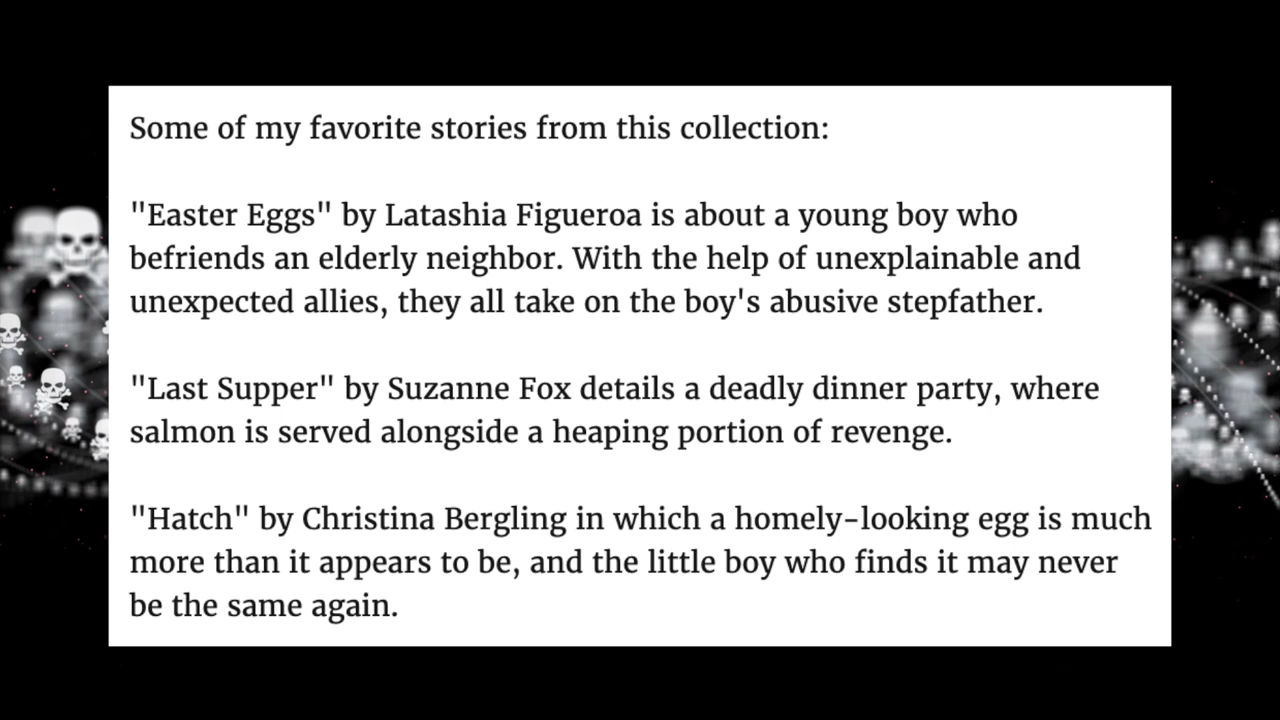 Some of my favorite stories from this collection:
"Easter Eggs" by Latashia Figueroa is about a young boy who
befriends an elderly neighbor. With the help of unexplainable and
unexpected allies, they all take on the boy's abusive stepfather.
"Last Supper" by Suzanne Fox details a deadly dinner party, where
salmon is served alongside a heaping portion of revenge.
"Hatch" by Christina Bergling in which a homely-looking egg is much
more than it appears to be, and the little boy who finds it may never
be the same again.